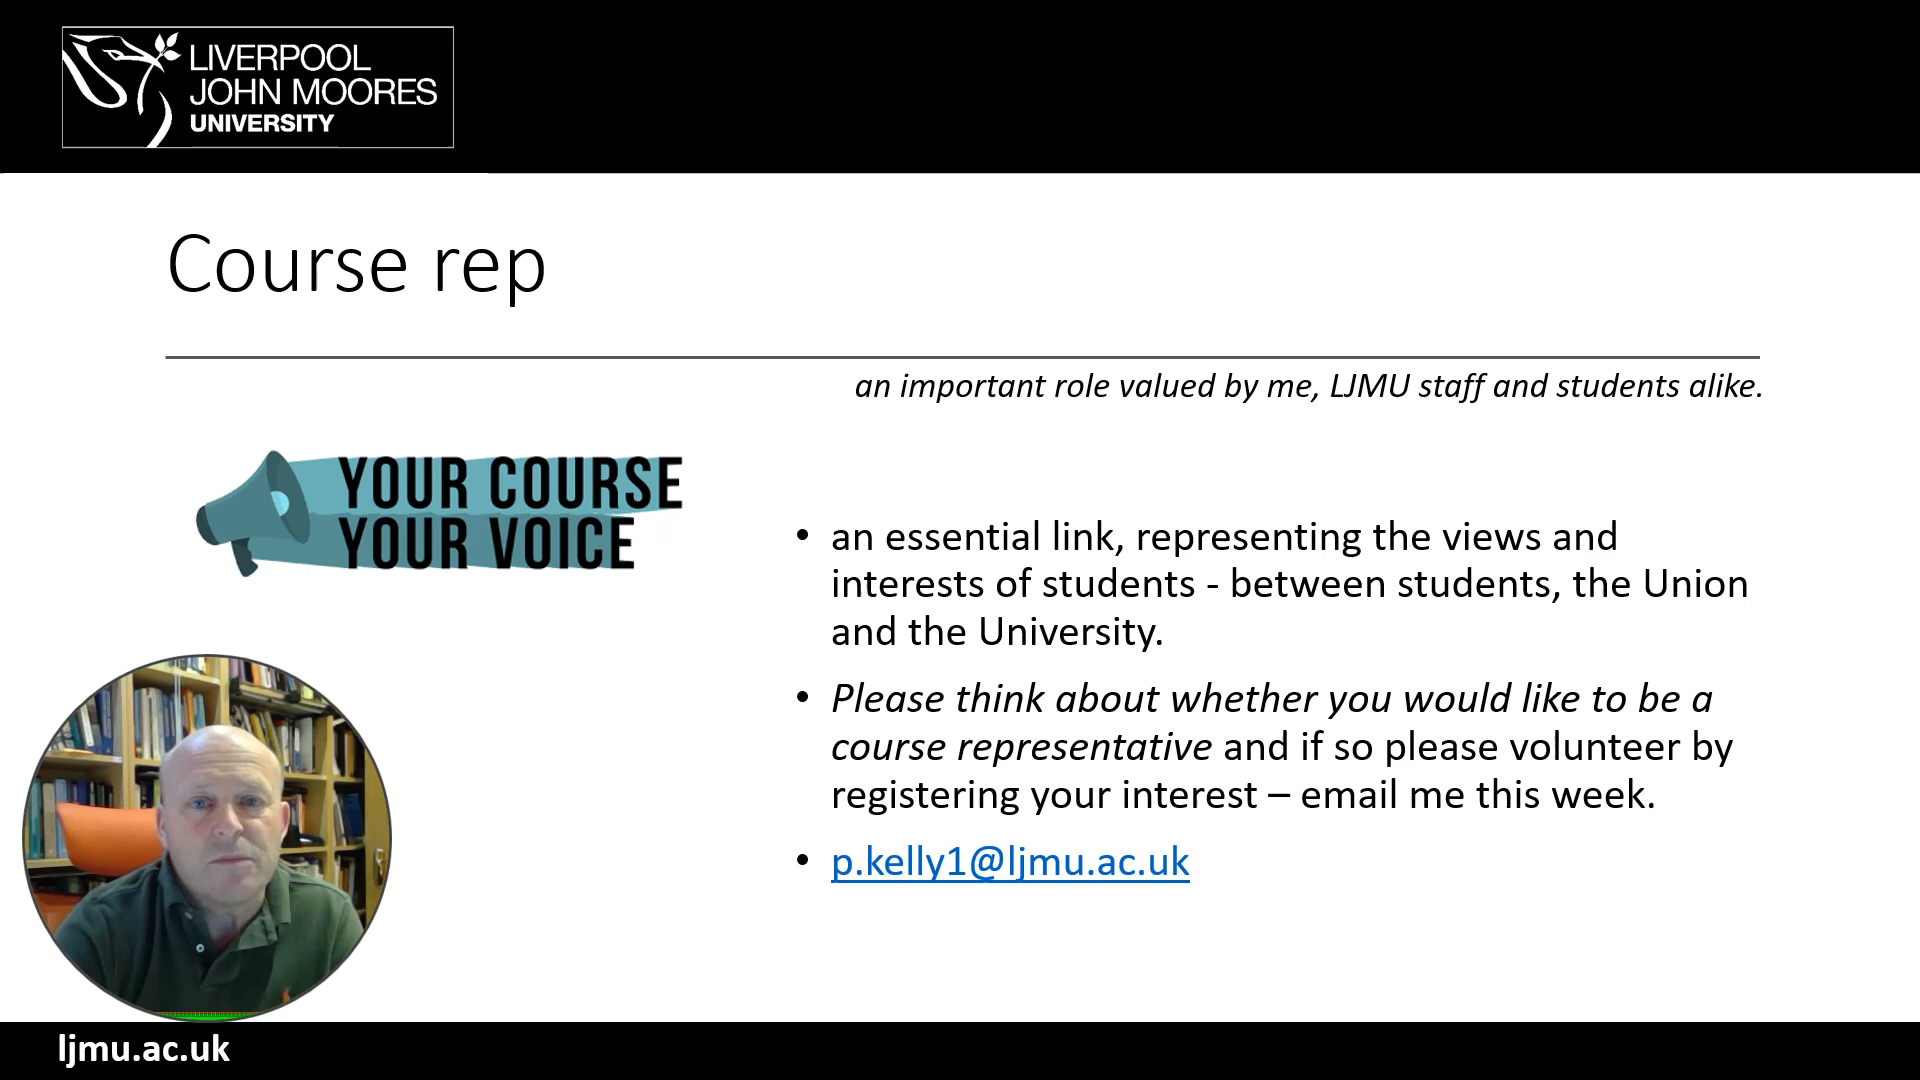 LIVERPOOL
JOHN MOORES
UNIVERSITY
Course rep
an important role valued by me, LJMU staff and students alike.
YOUR COURSE
YOUR VOICE
• an essential link, representing the views and
interests of students - between students, the Union
and the University.
• Please think about whether you would like to be a
course representative and if so please volunteer by
registering your interest – email me this week.
• p.kelly1@ljmu.ac.uk
ljmu.ac.uk